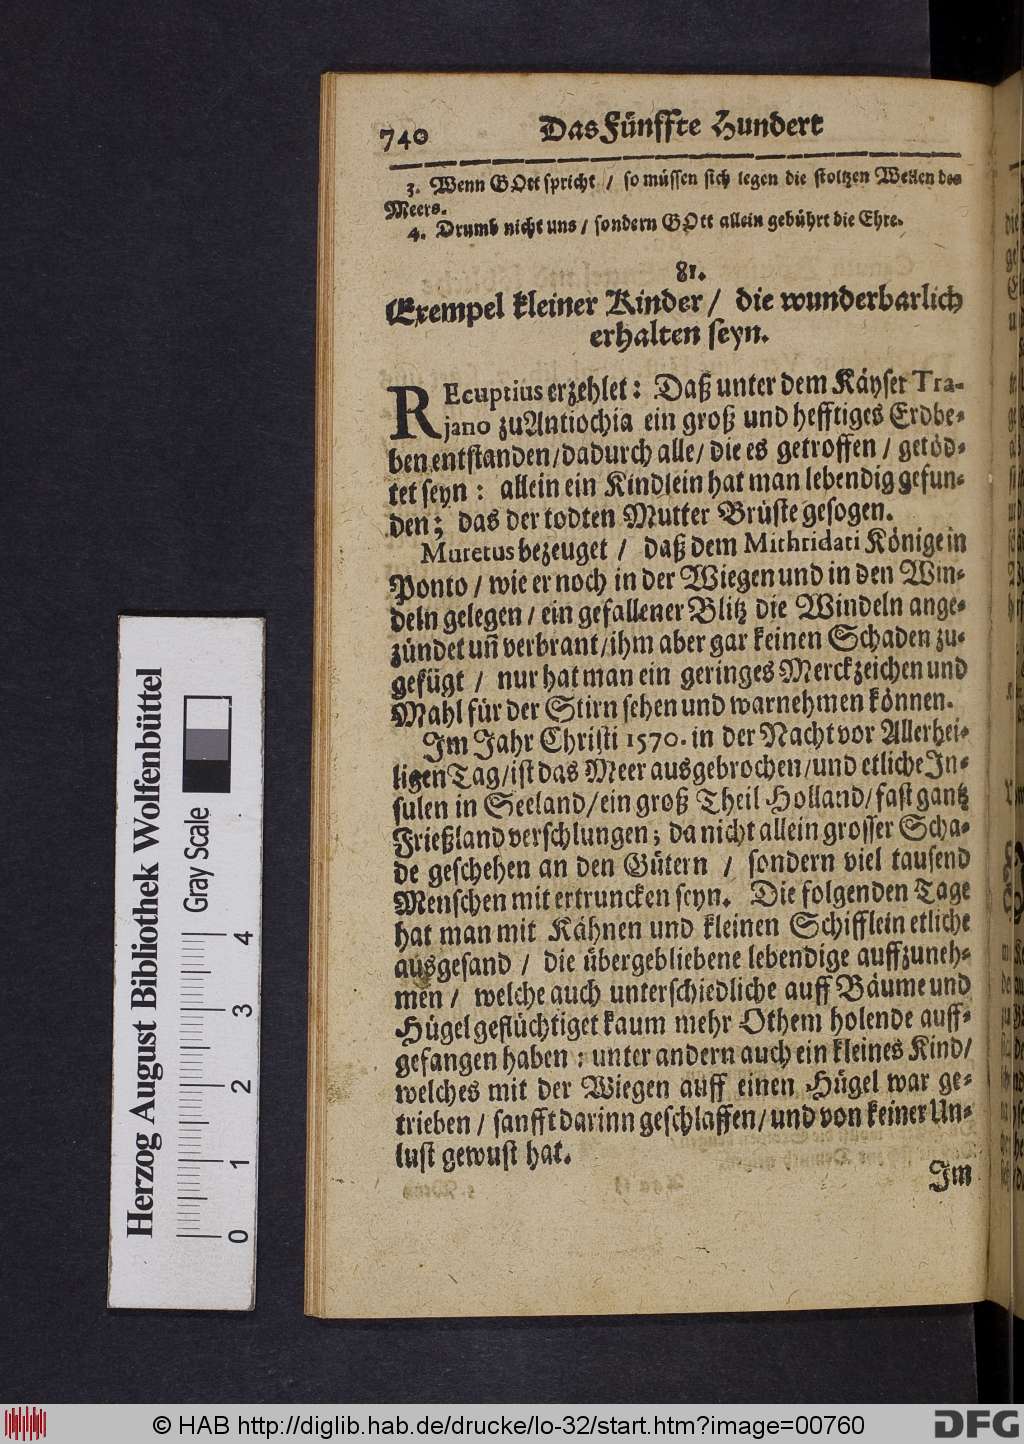 740 Das Fünffte Hundert
3. Wenn GOtt spricht / so müssen sich legen die stoltzen Wellen des
Meers.
4. Drumb nicht uns / sondern GOtt allein gebührt die Ehre.
81.
Exempel kleiner Kinder / die wunderbarlich
erhalten seyn.
REcuptius erzehlet: Daß unter dem Käyser Tra-
jano zu Antiochia ein groß und hefftiges Erdbe-
ben entstanden / dadurch alle / die es getroffen / getöd-
tet seyn: allein ein Kindlein hat man lebendig gefun-
den; das der todten Mutter Brüste gesogen.
Muretus bezeuget / daß dem Mithridati Könige in
Ponto / wie er noch in der Wiegen und in den Win-
deln gelegen / ein gefallener Blitz die Windeln ange-
zündet uñ verbrant / ihm aber gar keinen Schaden zu-
gefügt / nur hat man ein geringes Merckzeichen und
Mahl für der Stirn sehen und warnehmen können.
Im Jahr Christi 1570. in der Nacht vor Allerhei-
ligen Tag / ist das Meer ausgebrochen / und etliche In-
sulen in Seeland / ein groß Theil Holland / fast gantz
Frießland verschlungen; da nicht allein grosser Scha-
de geschehen an den Gütern / sondern viel tausend
Menschen mit ertruncken seyn. Die folgenden Tage
hat man mit Kähnen und kleinen Schifflein etliche
ausgesand / die übergebliebene lebendige auffzuneh-
men / welche auch unterschiedliche auff Bäume und
Hügel geflüchtiget kaum mehr Othem holende auff-
gefangen haben: unter andern auch ein kleines Kind /
welches mit der Wiegen auff einen Hügel war ge-
trieben / sanfft darinn geschlaffen / und von keiner Un-
lust gewust hat.
Im
Herzog August Bibliothek Wolfenbüttel
Gray Scale
0 1 2 3 4
© HAB http://diglib.hab.de/drucke/lo-32/start.htm?image=00760
DFG